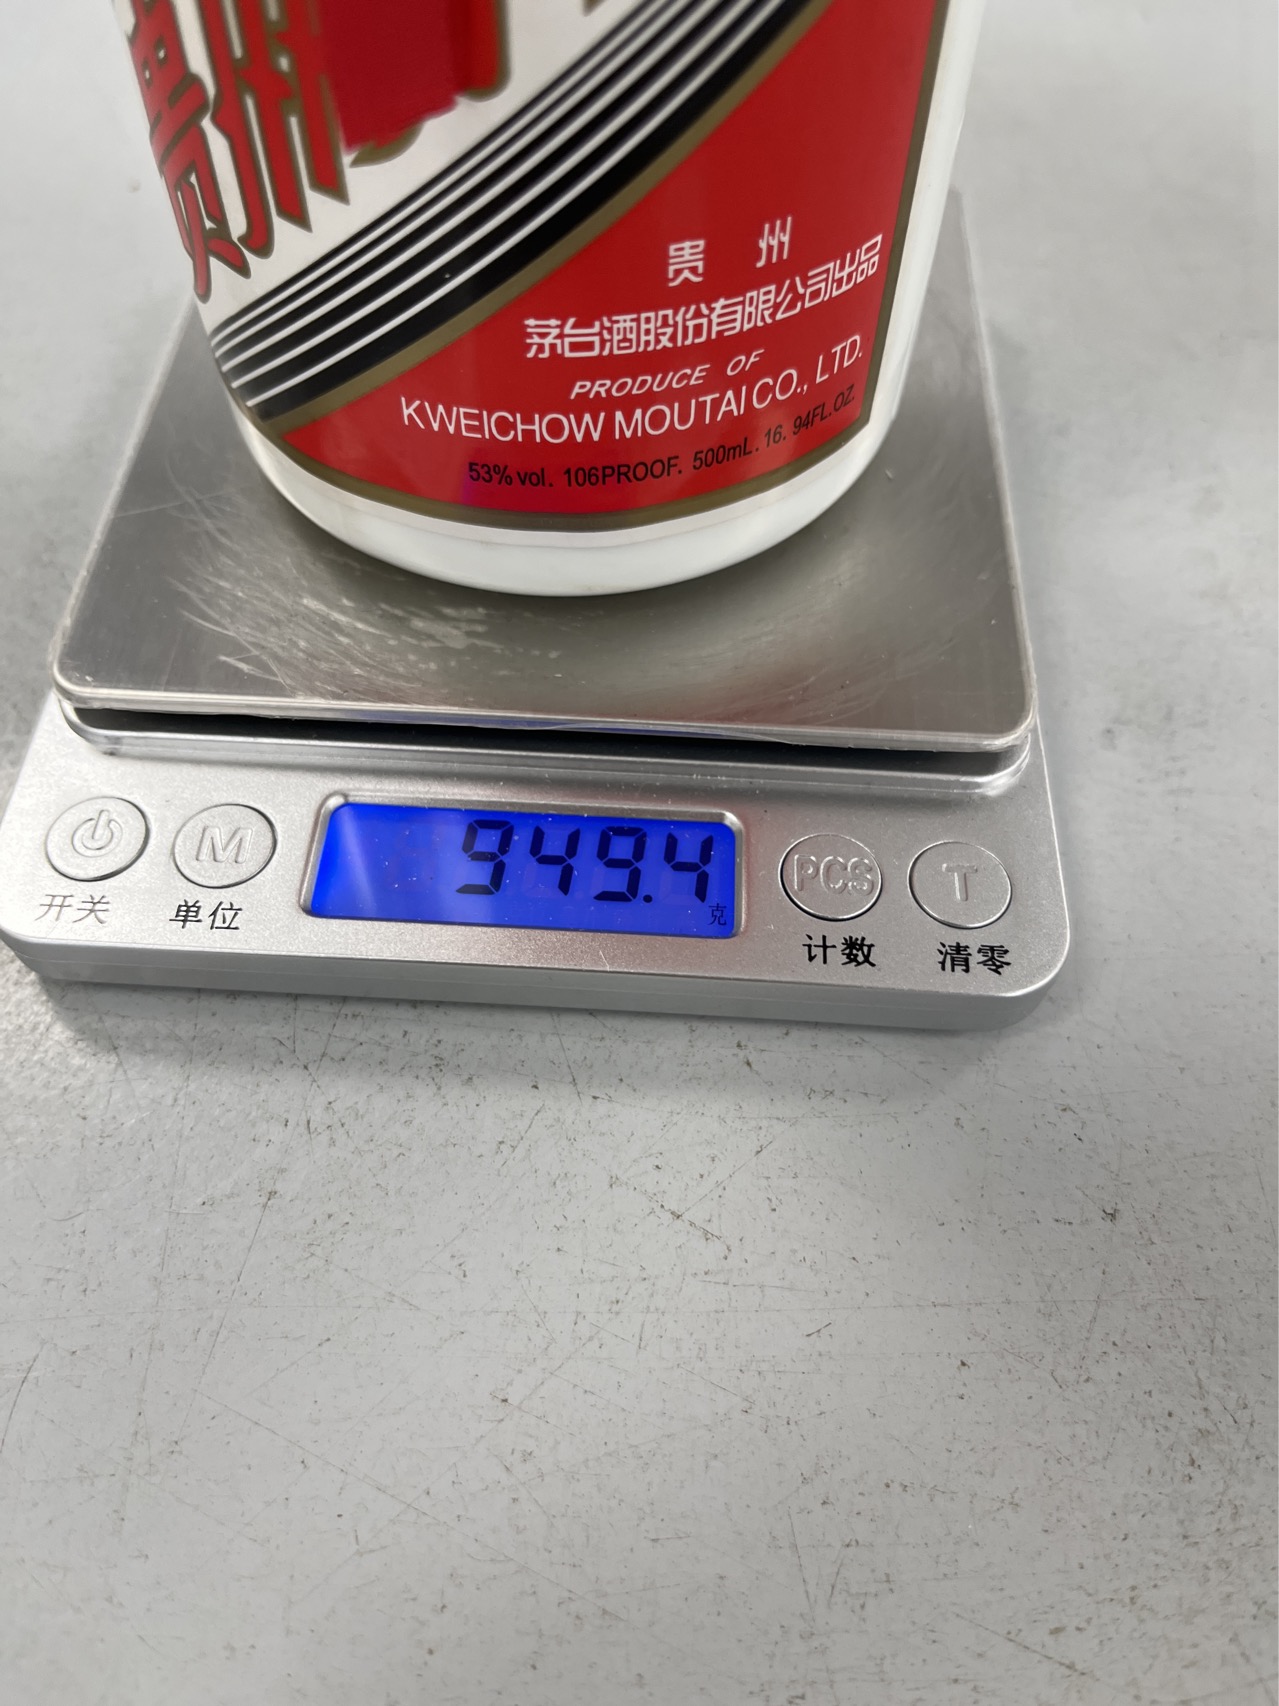 贵州
贵州
茅台酒股份有限公司出品
PRODUCE OF
KWEICHOW MOUTAI CO., LTD.
53% vol. 106PROOF. 500mL. 16. 94FL.OZ.
949.4
克
M
PCS
T
开关
单位
计数
清零